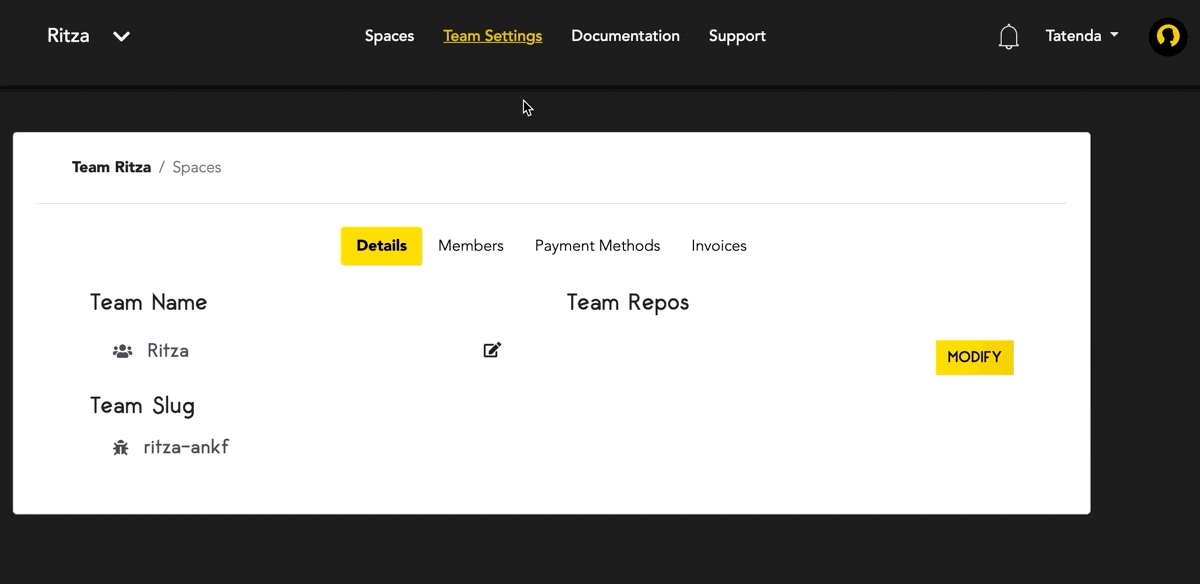 Ritza Spaces Team Settings Documentation Support Tatenda
Team Ritza / Spaces
Details Members Payment Methods Invoices
Team Name
Ritza
Team Slug
ritza-ankf
Team Repos
MODIFY